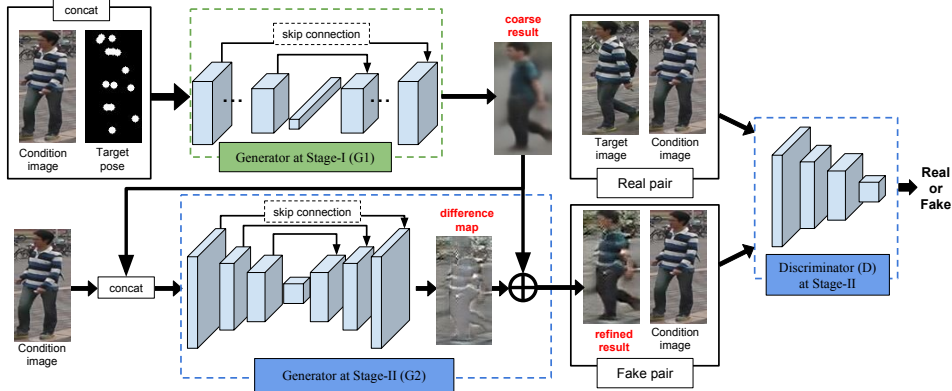 concat
Condition
image
Target
pose
skip connection
Generator at Stage-I (G1)
coarse
result
Target
image
Condition
image
Real pair
Real
or
Fake
Discriminator (D)
at Stage-II
Condition
image
concat
skip connection
difference
map
Generator at Stage-II (G2)
refined
result
Condition
image
Fake pair